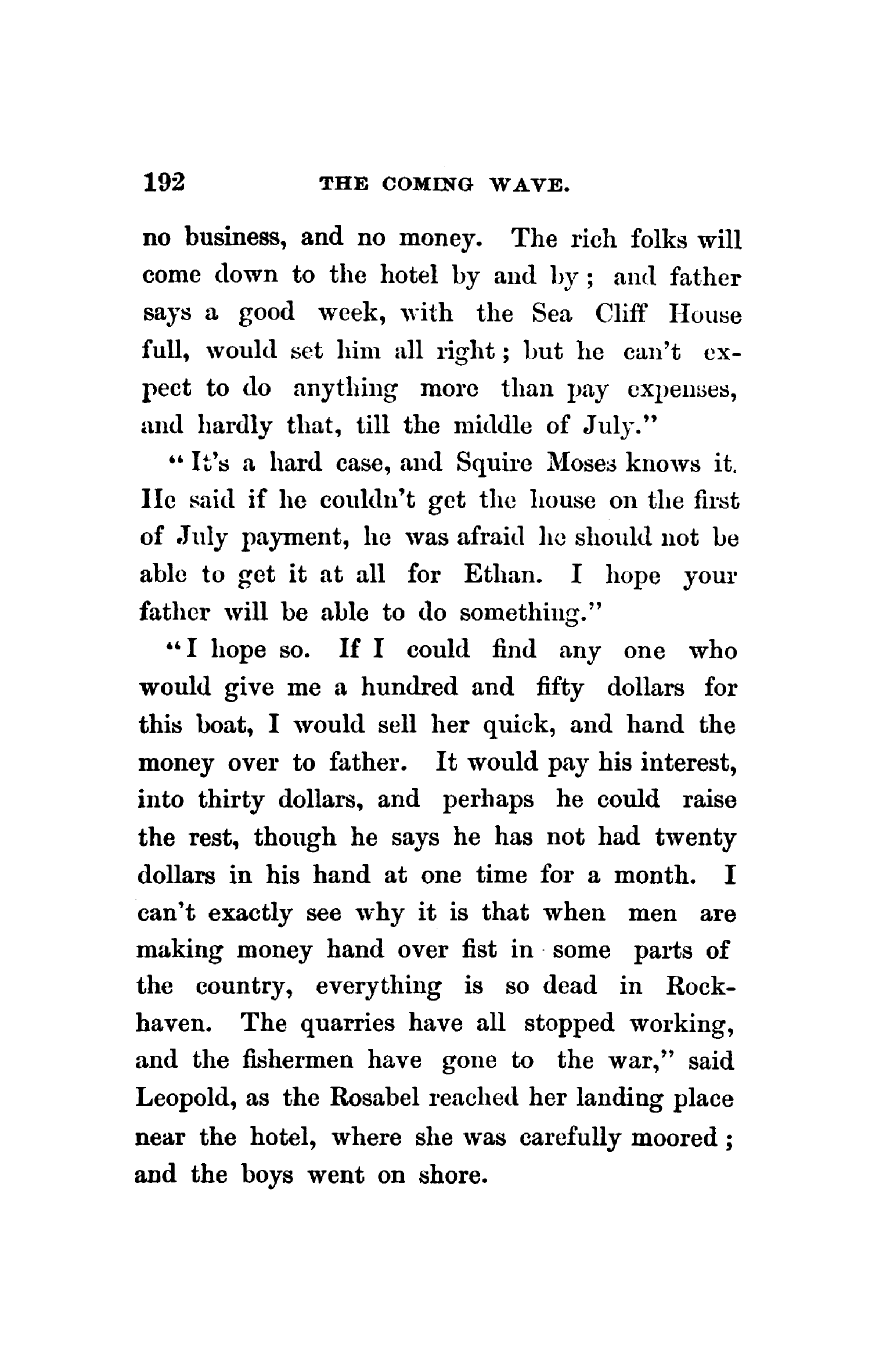 192 THE COMING WAVE.
no business, and no money. The rich folks will
come down to the hotel by and by ; and father
says a good week, with the Sea Cliff House
full, would set him all right ; but he can't ex-
pect to do anything more than pay expenses,
and hardly that, till the middle of July."
"It's a hard case, and Squire Moses knows it.
He said if he couldn't get the house on the first
of July payment, he was afraid he should not be
able to get it at all for Ethan. I hope your
father will be able to do something."
"I hope so. If I could find any one who
would give me a hundred and fifty dollars for
this boat, I would sell her quick, and hand the
money over to father. It would pay his interest,
into thirty dollars, and perhaps he could raise
the rest, though he says he has not had twenty
dollars in his hand at one time for a month. I
can't exactly see why it is that when men are
making money hand over fist in some parts of
the country, everything is so dead in Rock-
haven. The quarries have all stopped working,
and the fishermen have gone to the war," said
Leopold, as the Rosabel reached her landing place
near the hotel, where she was carefully moored ;
and the boys went on shore.